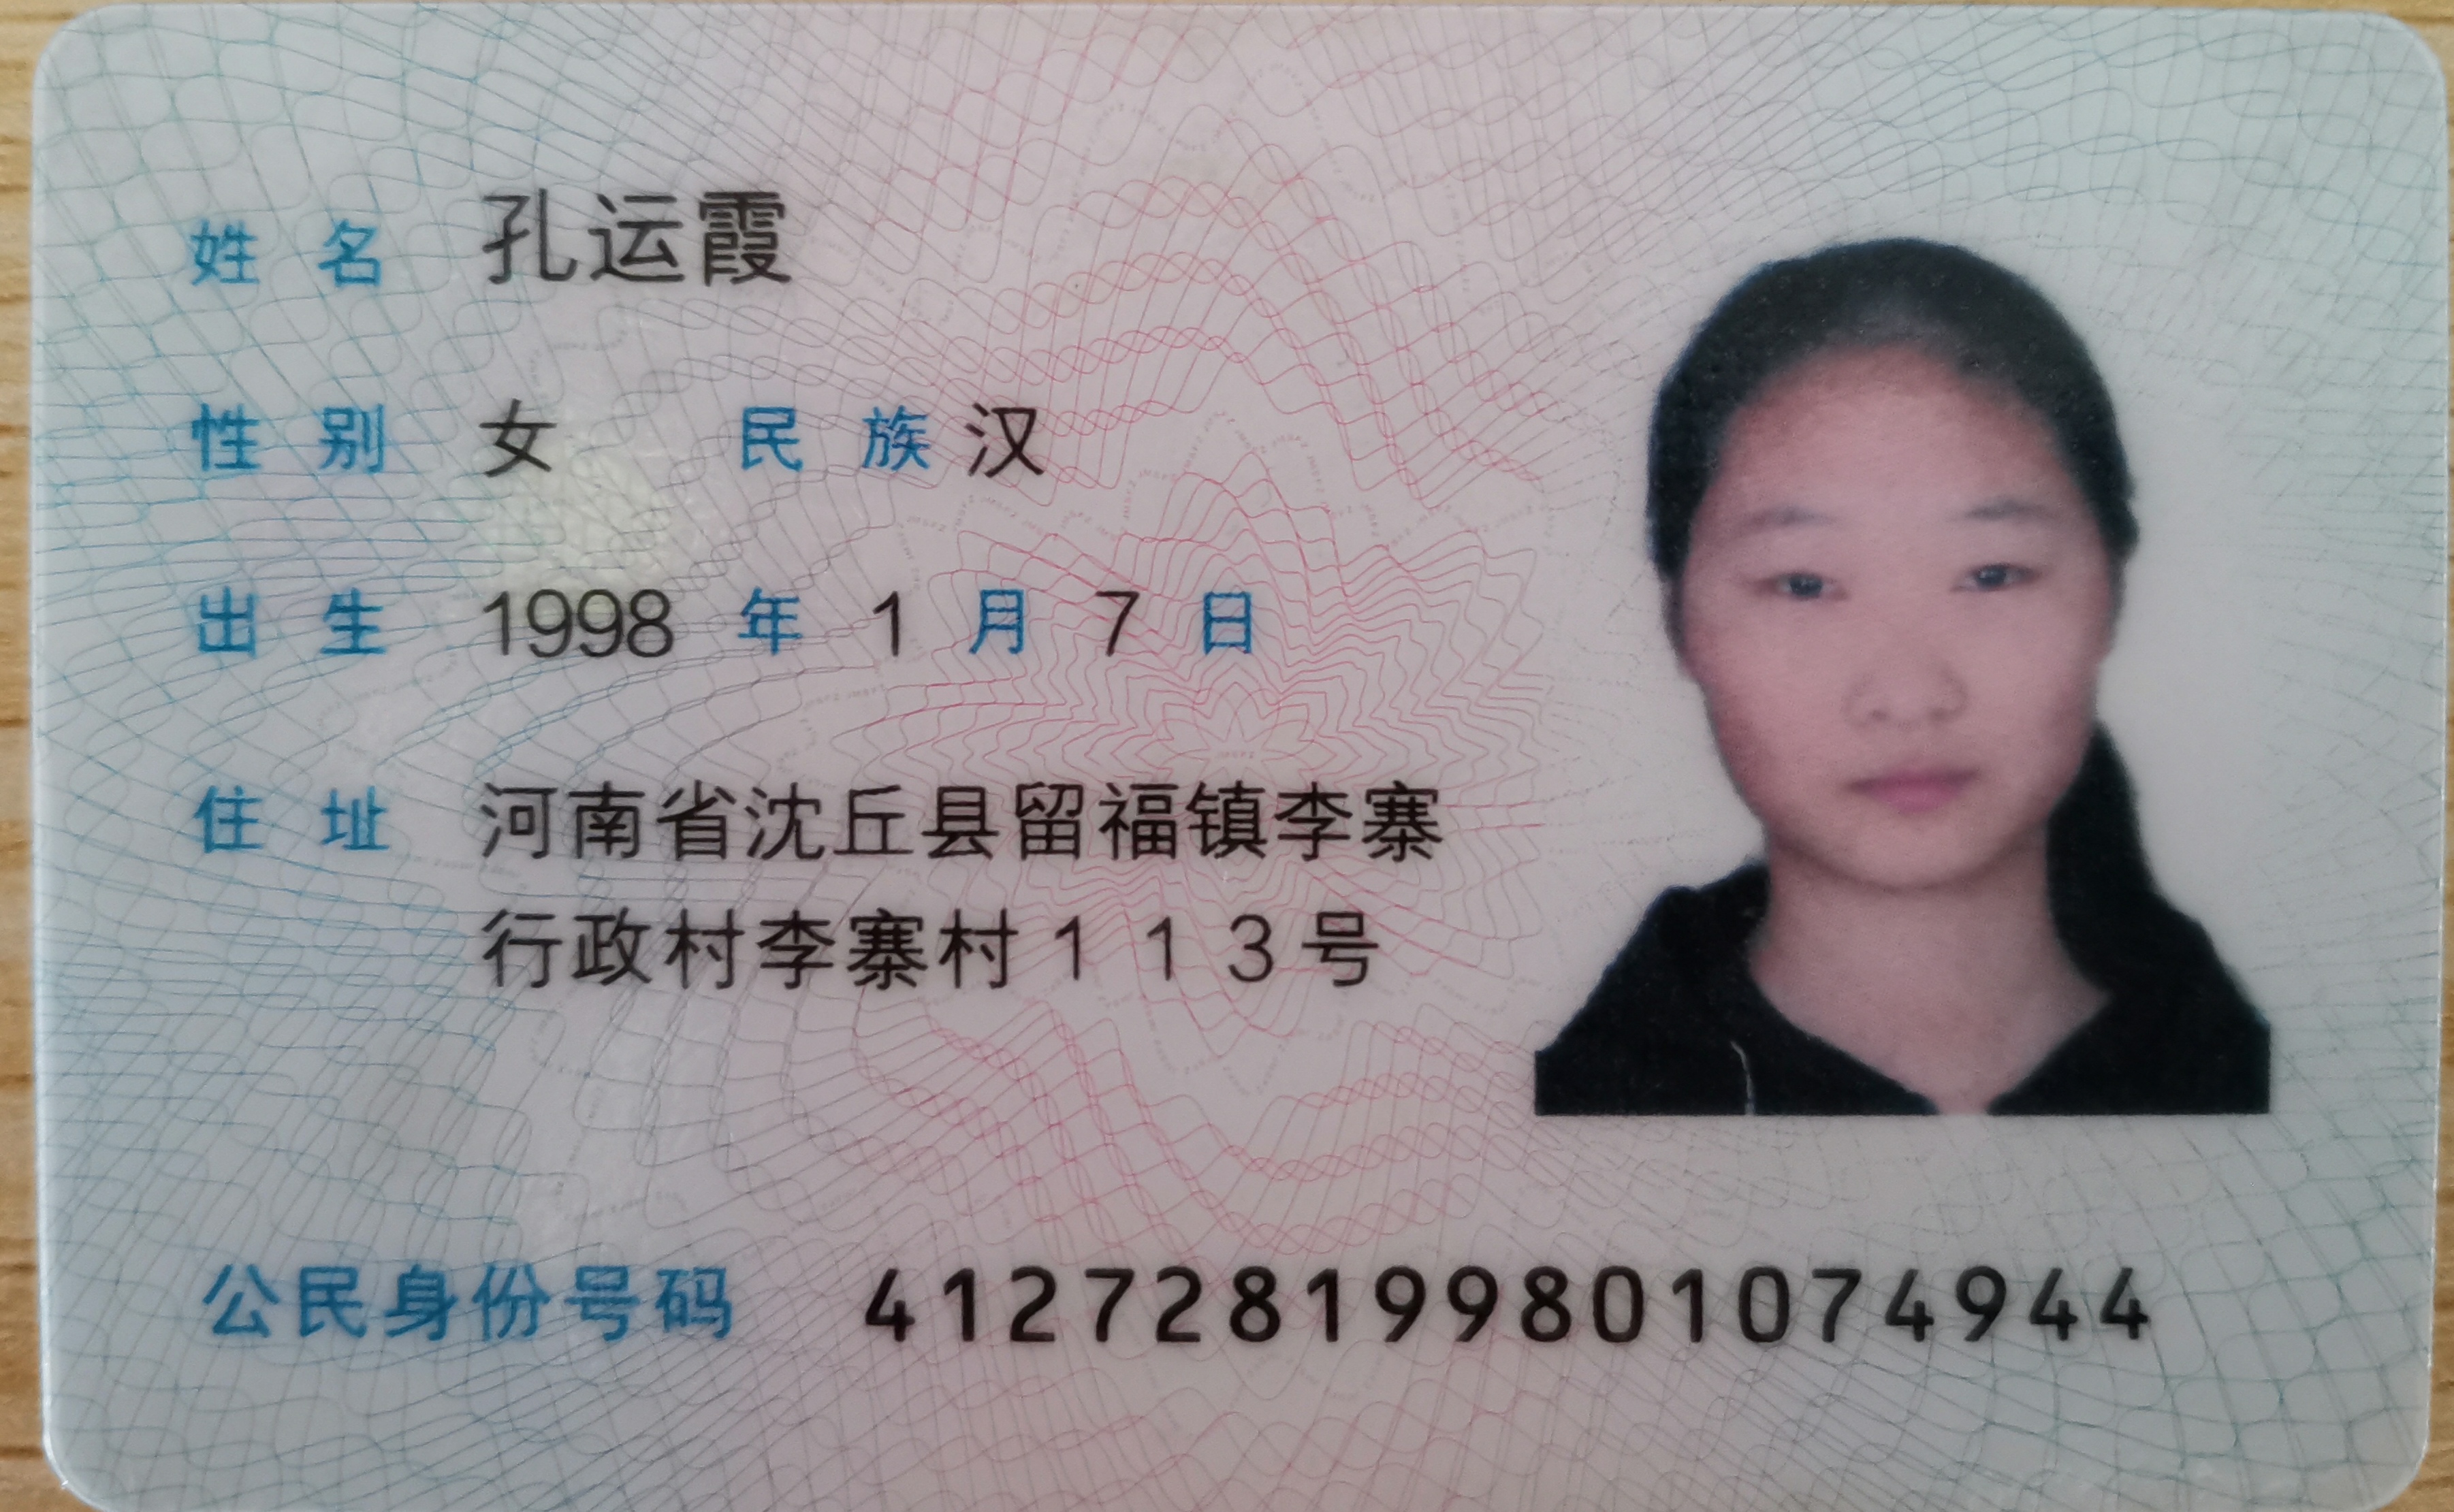 姓名 孔运霞
性别 女 民族 汉
出生 1998 年 1 月 7 日
住址 河南省沈丘县留福镇李寨
行政村李寨村113号
公民身份号码 412728199801074944